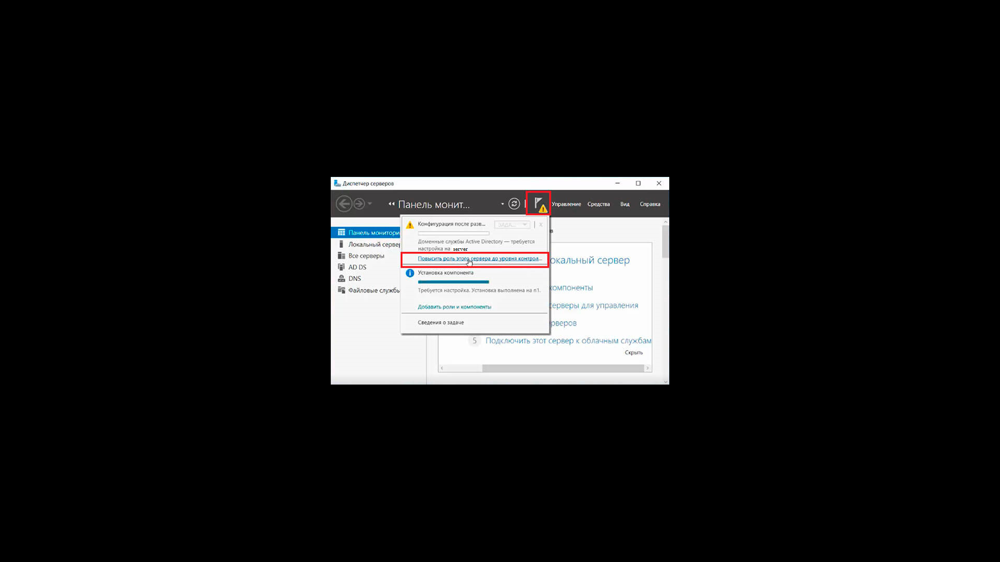 Диспетчер серверов
Панель монит...
Управление Средства Вид Справка
Панель монитори
Локальный сервер
Все серверы
AD DS
DNS
Файловые службы
Конфигурация после разв...
ЗАДА...
X
Доменные службы Active Directory — требуется
настройка на server
Повысить роль этого сервера до уровня контрол...
Установка компонента
Требуется настройка. Установка выполнена на n1.
Добавить роли и компоненты
Сведения о задаче
в
окальный сервер
компоненты
серверы для управления
рверов
5 Подключить этот сервер к облачным службам
Скрыть